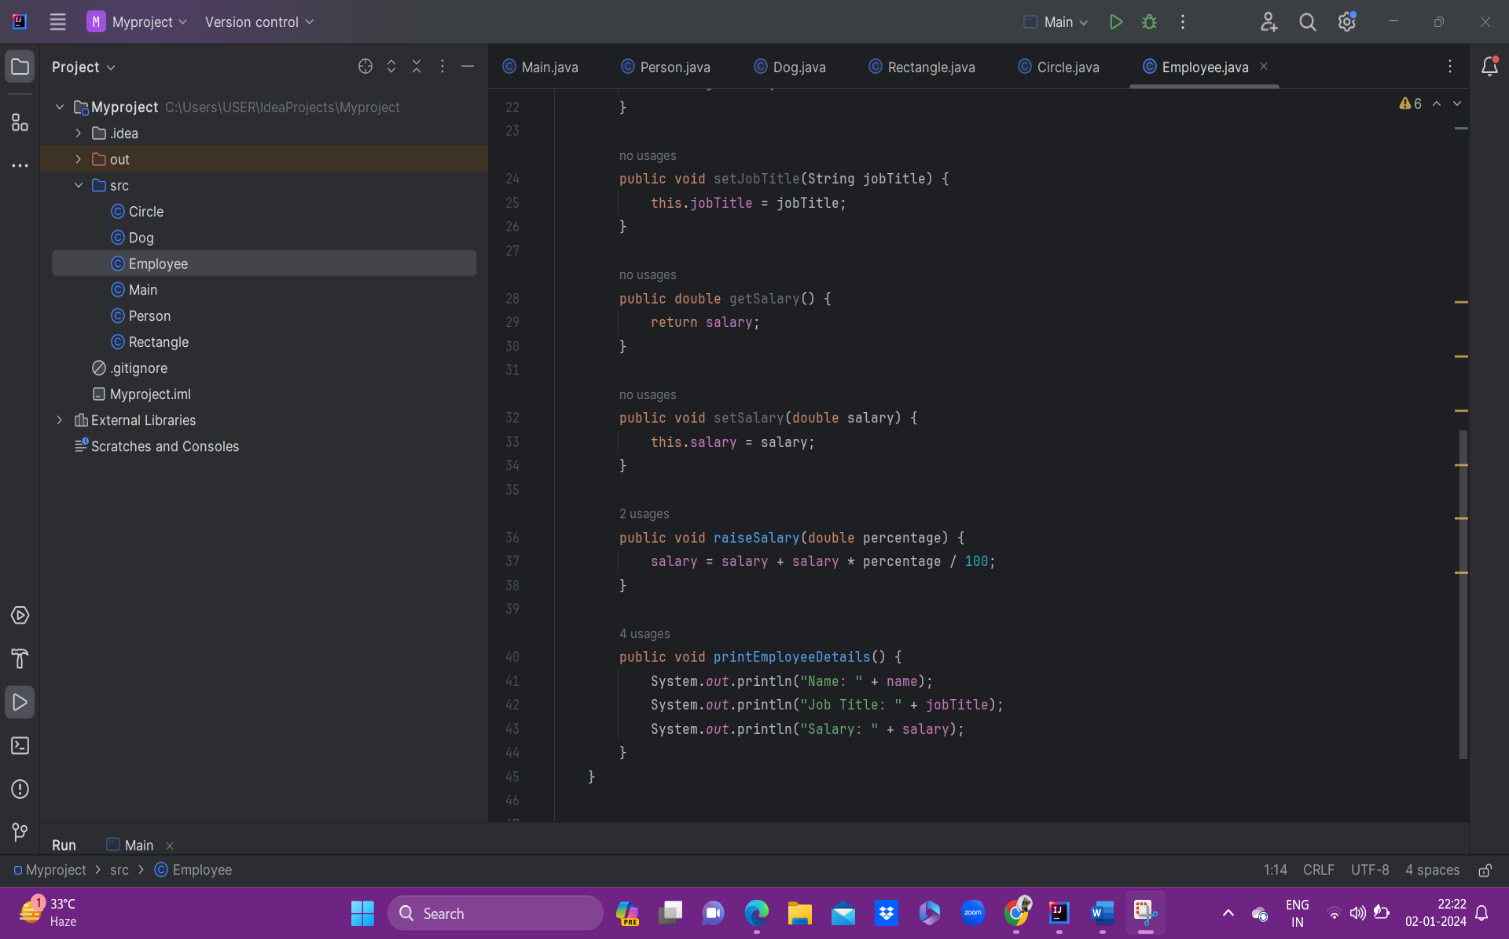 M Myproject Version control Main
Project
Main.java Person.java Dog.java Rectangle.java Circle.java Employee.java
Myproject C:\Users\USER\IdeaProjects\Myproject
.idea
out
src
Circle
Dog
Employee
Main
Person
Rectangle
.gitignore
Myproject.iml
External Libraries
Scratches and Consoles
6
22 }
23
no usages
24 public void setJobTitle(String jobTitle) {
25 this.jobTitle = jobTitle;
26 }
27
no usages
28 public double getSalary() {
29 return salary;
30 }
31
no usages
32 public void setSalary(double salary) {
33 this.salary = salary;
34 }
35
2 usages
36 public void raiseSalary(double percentage) {
37 salary = salary + salary * percentage / 100;
38 }
39
4 usages
40 public void printEmployeeDetails() {
41 System.out.println("Name: " + name);
42 System.out.println("Job Title: " + jobTitle);
43 System.out.println("Salary: " + salary);
44 }
45 }
46
Run Main
Myproject > src > Employee 1:14 CRLF UTF-8 4 spaces
1 33°C
Haze
Search
PRE
zoom
ENG
IN
22:22
02-01-2024